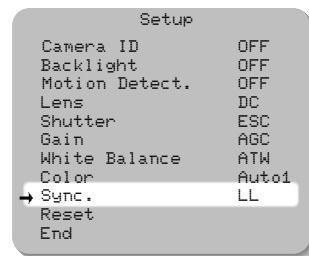 Setup
Camera ID OFF
Backlight OFF
Motion Detect. OFF
Lens DC
Shutter ESC
Gain AGC
White Balance ATW
Color Auto1
Sync. LL
Reset
End